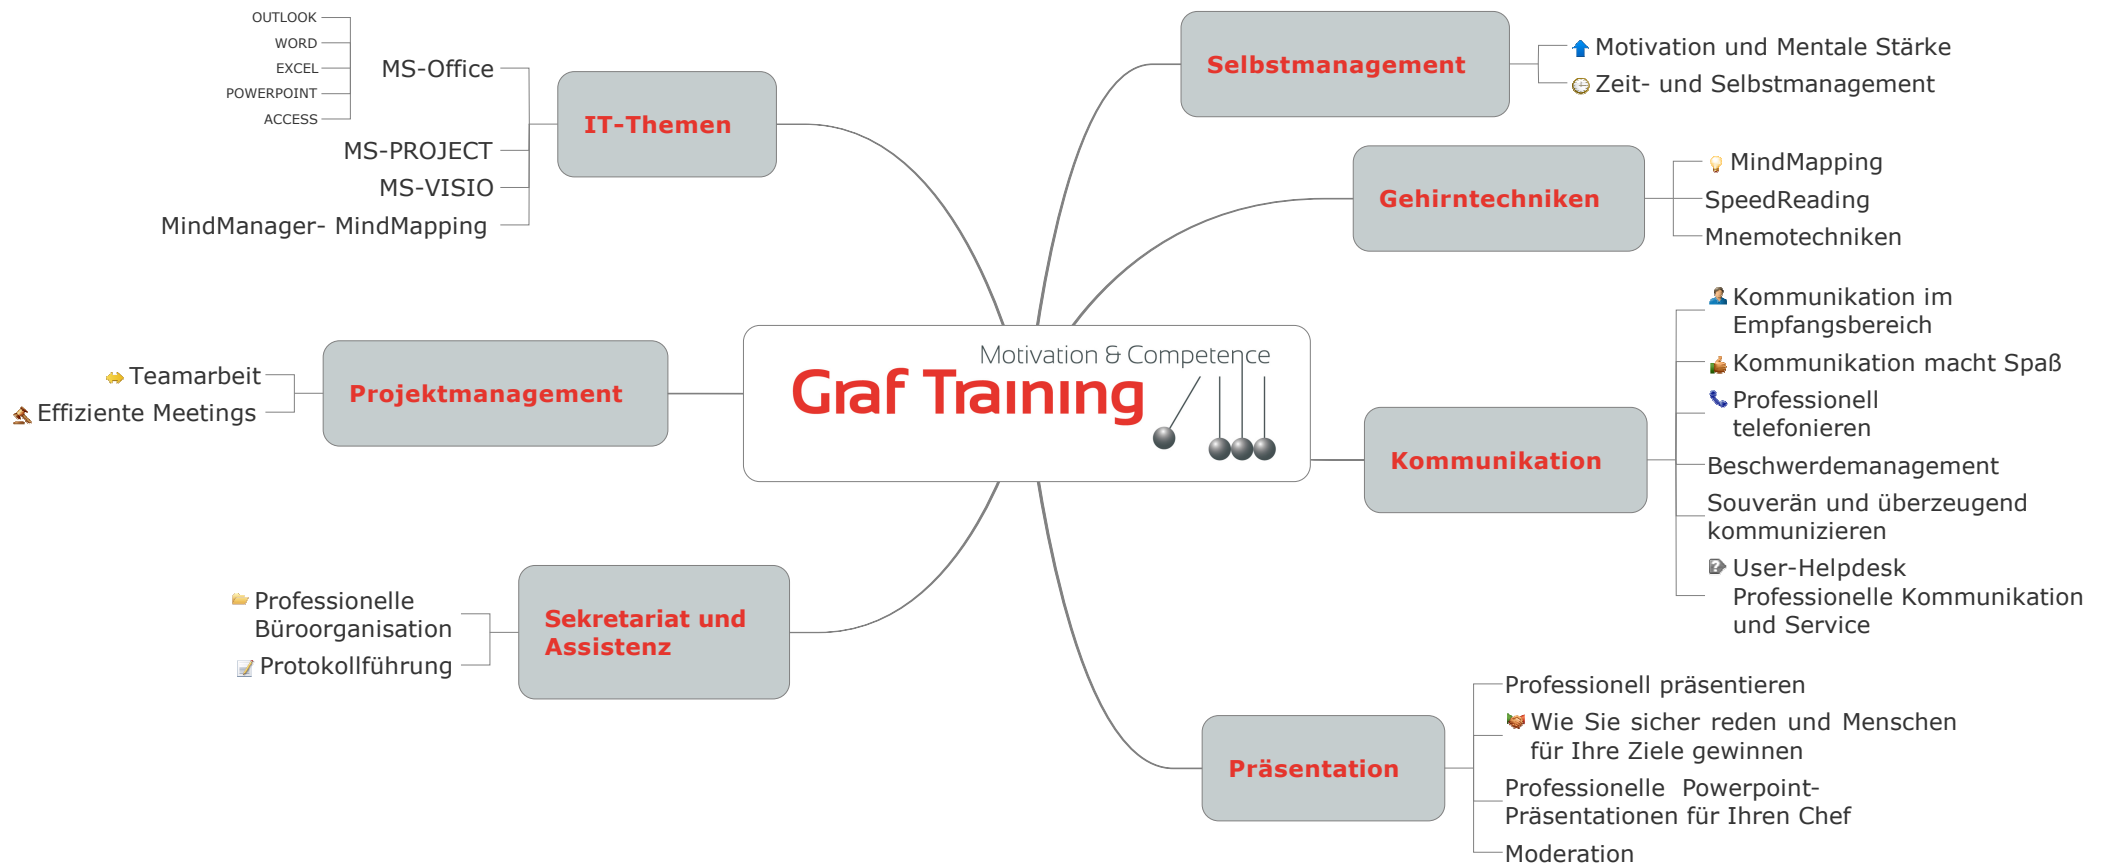 Motivation & Competence
Graf Training
IT-Themen
MS-Office
OUTLOOK
WORD
EXCEL
POWERPOINT
ACCESS
MS-PROJECT
MS-VISIO
MindManager- MindMapping
Projektmanagement
Teamarbeit
Effiziente Meetings
Sekretariat und
Assistenz
Professionelle
Büroorganisation
Protokollführung
Selbstmanagement
Motivation und Mentale Stärke
Zeit- und Selbstmanagement
Gehirntechniken
MindMapping
SpeedReading
Mnemotechniken
Kommunikation
Kommunikation im
Empfangsbereich
Kommunikation macht Spaß
Professionell
telefonieren
Beschwerdemanagement
Souverän und überzeugend
kommunizieren
User-Helpdesk
Professionelle Kommunikation
und Service
Präsentation
Professionell präsentieren
Wie Sie sicher reden und Menschen
für Ihre Ziele gewinnen
Professionelle Powerpoint-
Präsentationen für Ihren Chef
Moderation